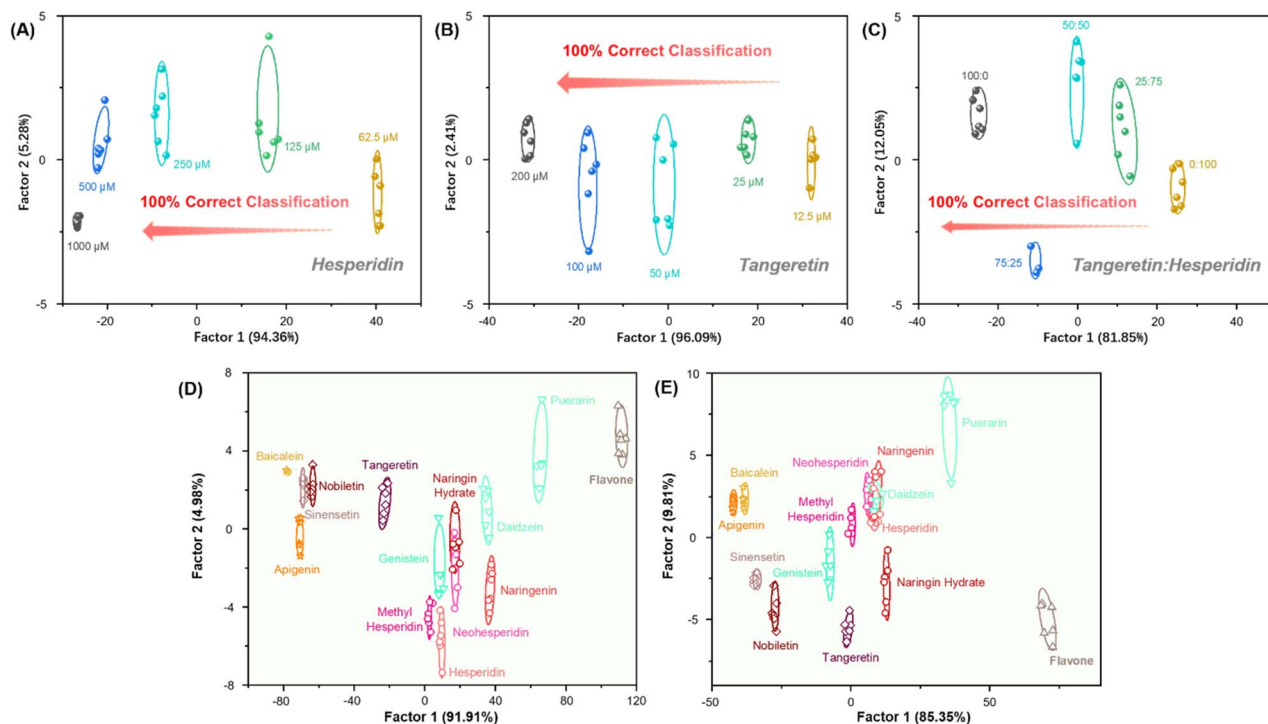 (A)
5
0
-5
Factor 2 (5.28%)
500 μM
250 μM
125 μM
62.5 μM
1000 μM
100% Correct Classification
Hesperidin
-20
0
20
40
Factor 1 (94.36%)
(B)
5
0
-5
Factor 2 (2.41%)
100% Correct Classification
200 μM
100 μM
50 μM
25 μM
12.5 μM
Tangeretin
-40
-20
0
20
40
Factor 1 (96.09%)
(C)
5
0
-5
Factor 2 (12.05%)
100:0
50:50
25:75
0:100
100% Correct Classification
75:25
Tangeretin:Hesperidin
-40
-20
0
20
40
Factor 1 (81.85%)
(D)
8
4
0
-4
-8
Factor 2 (4.98%)
Baicalein
Nobiletin
Sinensetin
Apigenin
Tangeretin
Naringin
Hydrate
Puerarin
Flavone
Daidzein
Genistein
Naringenin
Methyl
Hesperidin
Neohesperidin
Hesperidin
-80
-40
0
40
80
120
Factor 1 (91.91%)
(E)
10
5
0
-5
-10
Factor 2 (9.81%)
Baicalein
Apigenin
Neohesperidin
Naringenin
Puerarin
Daidzein
Methyl
Hesperidin
Hesperidin
Sinensetin
Genistein
Naringin Hydrate
Nobiletin
Tangeretin
Flavone
-50
0
50
Factor 1 (85.35%)